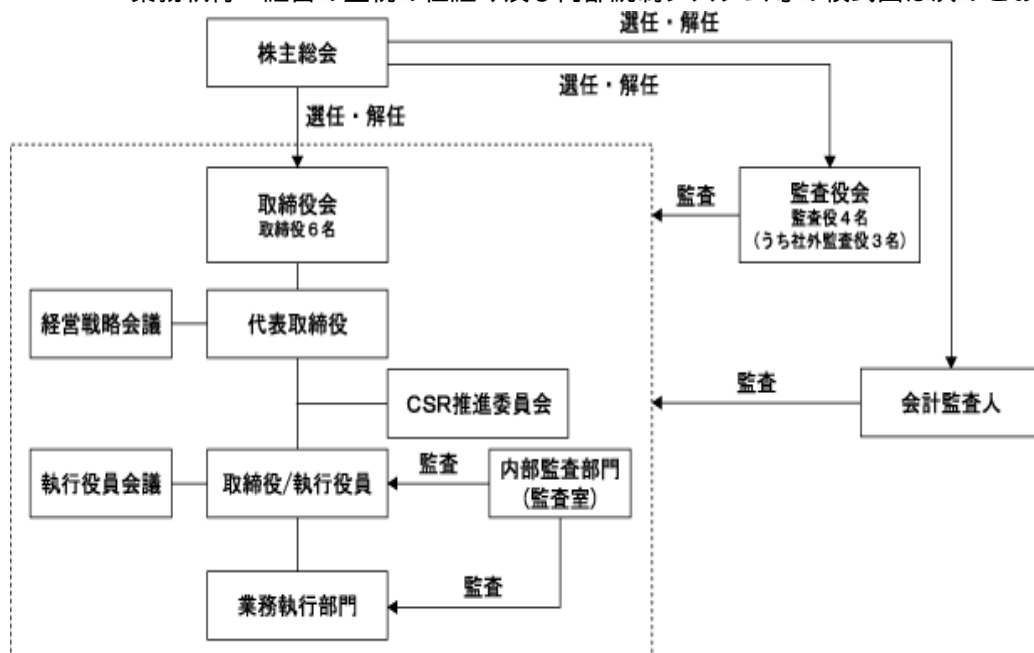 選任・解任
株主総会
選任・解任
選任・解任
取締役会
取締役6名
監査
監査役会
監査役4名
(うち社外監査役3名)
経営戦略会議
代表取締役
CSR推進委員会
監査
会計監査人
執行役員会議
取締役/執行役員
監査
内部監査部門
(監査室)
業務執行部門
監査